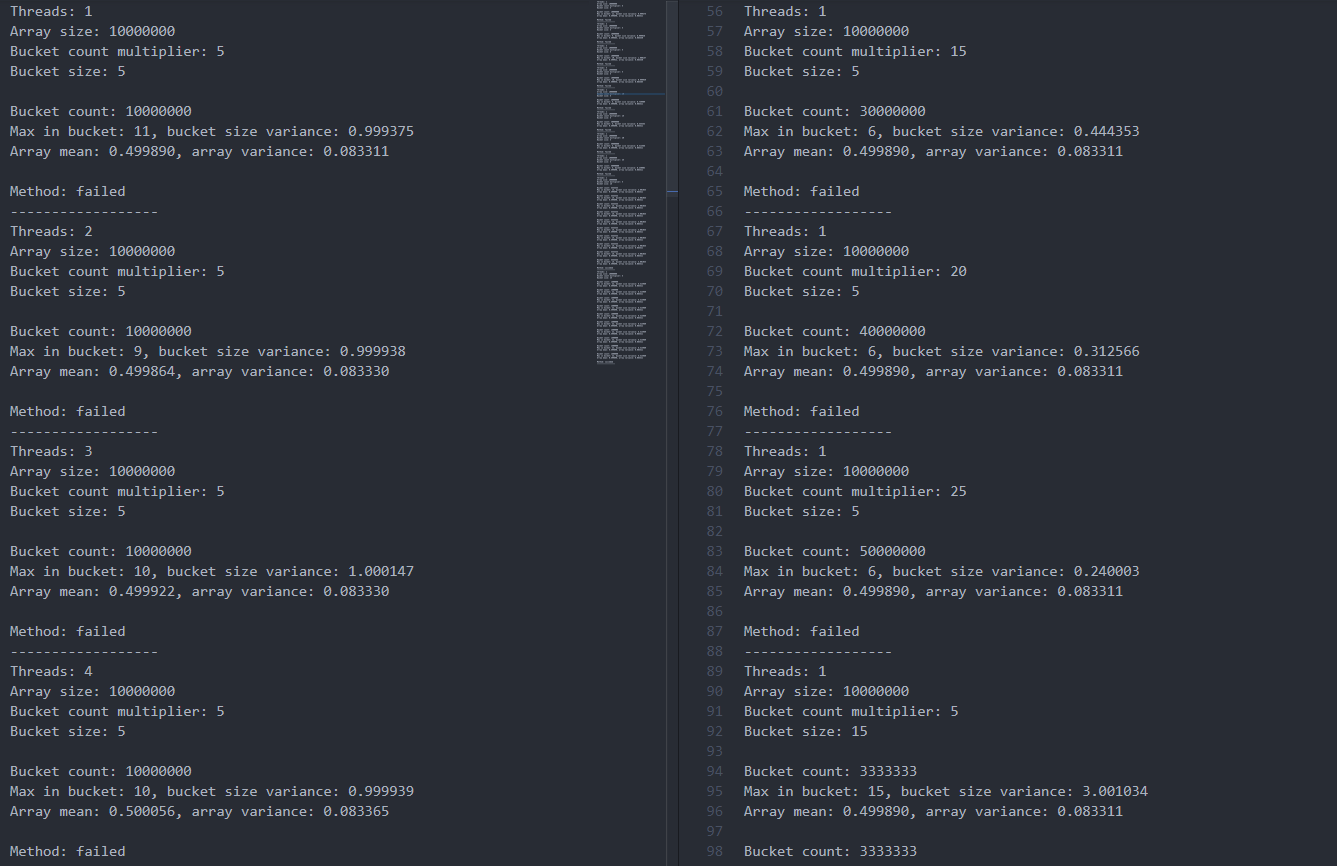 Threads: 1
Array size: 10000000
Bucket count multiplier: 5
Bucket size: 5
Bucket count: 10000000
Max in bucket: 11, bucket size variance: 0.999375
Array mean: 0.499890, array variance: 0.083311
Method: failed
------------------
Threads: 2
Array size: 10000000
Bucket count multiplier: 5
Bucket size: 5
Bucket count: 10000000
Max in bucket: 9, bucket size variance: 0.999938
Array mean: 0.499864, array variance: 0.083330
Method: failed
------------------
Threads: 3
Array size: 10000000
Bucket count multiplier: 5
Bucket size: 5
Bucket count: 10000000
Max in bucket: 10, bucket size variance: 1.000147
Array mean: 0.499922, array variance: 0.083330
Method: failed
------------------
Threads: 4
Array size: 10000000
Bucket count multiplier: 5
Bucket size: 5
Bucket count: 10000000
Max in bucket: 10, bucket size variance: 0.999939
Array mean: 0.500056, array variance: 0.083365
Method: failed
56 Threads: 1
57 Array size: 10000000
58 Bucket count multiplier: 15
59 Bucket size: 5
60
61 Bucket count: 30000000
62 Max in bucket: 6, bucket size variance: 0.444353
63 Array mean: 0.499890, array variance: 0.083311
64
65 Method: failed
66 ------------------
67 Threads: 1
68 Array size: 10000000
69 Bucket count multiplier: 20
70 Bucket size: 5
71
72 Bucket count: 40000000
73 Max in bucket: 6, bucket size variance: 0.312566
74 Array mean: 0.499890, array variance: 0.083311
75
76 Method: failed
77 ------------------
78 Threads: 1
79 Array size: 10000000
80 Bucket count multiplier: 25
81 Bucket size: 5
82
83 Bucket count: 50000000
84 Max in bucket: 6, bucket size variance: 0.240003
85 Array mean: 0.499890, array variance: 0.083311
86
87 Method: failed
88 ------------------
89 Threads: 1
90 Array size: 10000000
91 Bucket count multiplier: 5
92 Bucket size: 15
93
94 Bucket count: 3333333
95 Max in bucket: 15, bucket size variance: 3.001034
96 Array mean: 0.499890, array variance: 0.083311
97
98 Bucket count: 3333333